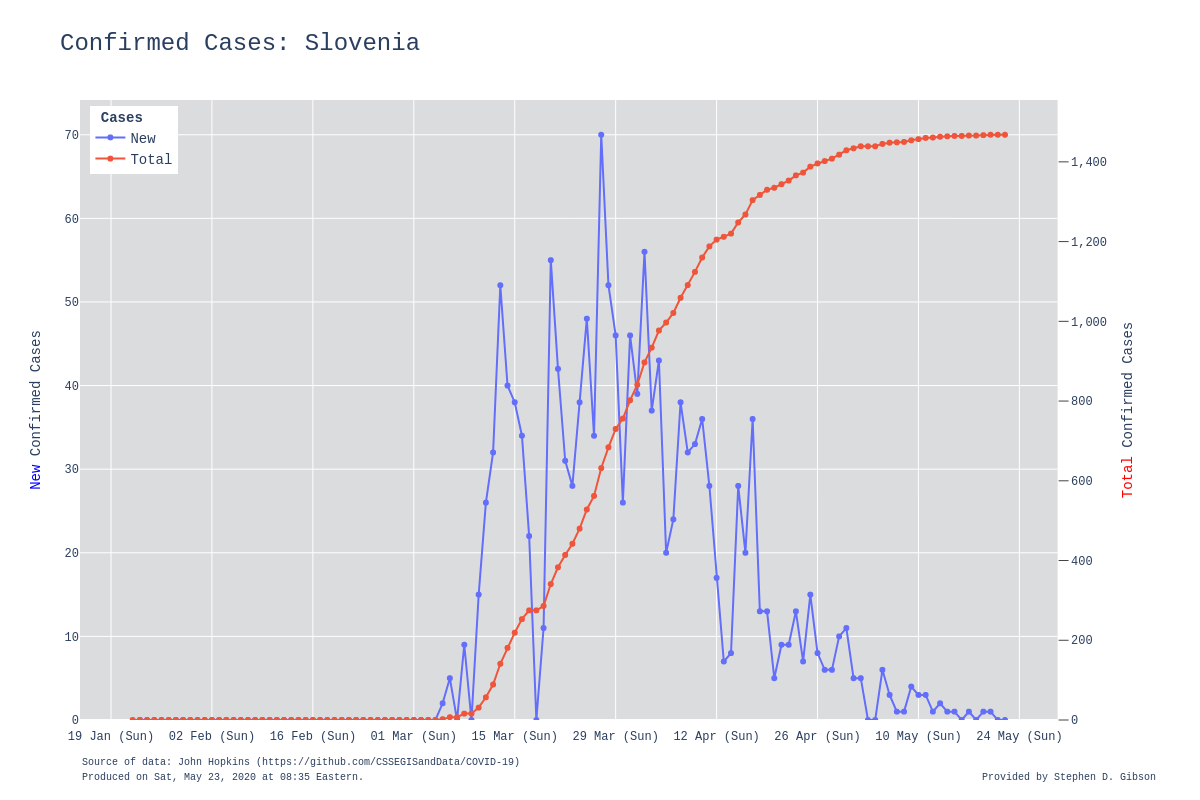 Confirmed Cases: Slovenia
Cases
New
Total
70
60
50
40
30
20
10
0
1,400
1,200
1,000
800
600
400
200
0
New Confirmed Cases
Total Confirmed Cases
19 Jan (Sun) 02 Feb (Sun) 16 Feb (Sun) 01 Mar (Sun) 15 Mar (Sun) 29 Mar (Sun) 12 Apr (Sun) 26 Apr (Sun) 10 May (Sun) 24 May (Sun)
Source of data: John Hopkins (https://github.com/CSSEGISandData/COVID-19)
Produced on Sat, May 23, 2020 at 08:35 Eastern.
Provided by Stephen D. Gibson